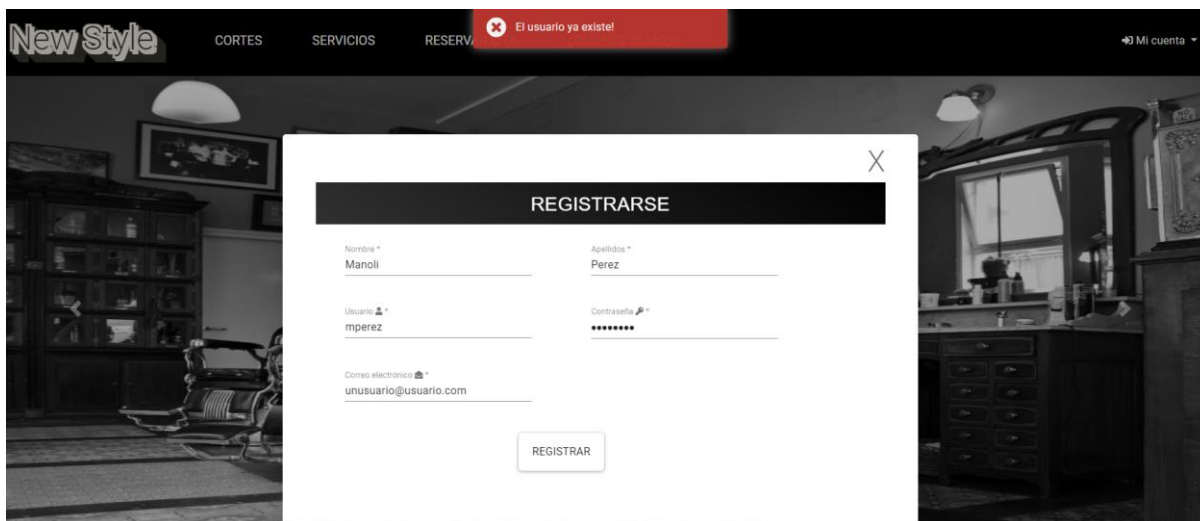 El usuario ya existe!
New Style
CORTES
SERVICIOS
Mi cuenta
X
REGISTRARSE
Nombre *
Manoli
Apellidos *
Perez
Usuario *
mperez
Contraseña *
••••••••
Correo electrónico *
unusuario@usuario.com
REGISTRAR